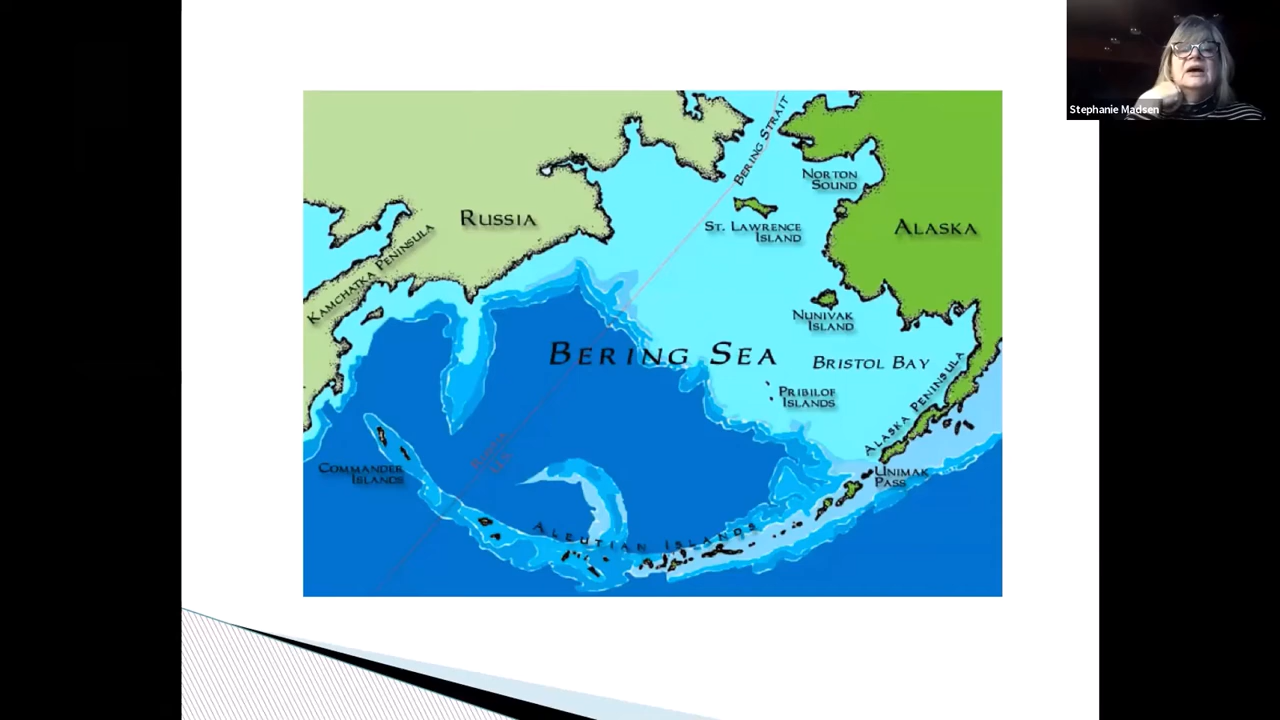 Stephanie Madsen
BERING STRAIT
NORTON
SOUND
RUSSIA
ST. LAWRENCE
ISLAND
ALASKA
KAMCHATKA PENINSULA
NUNIVAK
ISLAND
BERING SEA
BRISTOL BAY
PRIBILOF
ISLANDS
ALASKA PENINSULA
COMMANDER
ISLANDS
RUSSIA
U.S.
UNIMAK
PASS
ALEUTIAN ISLANDS